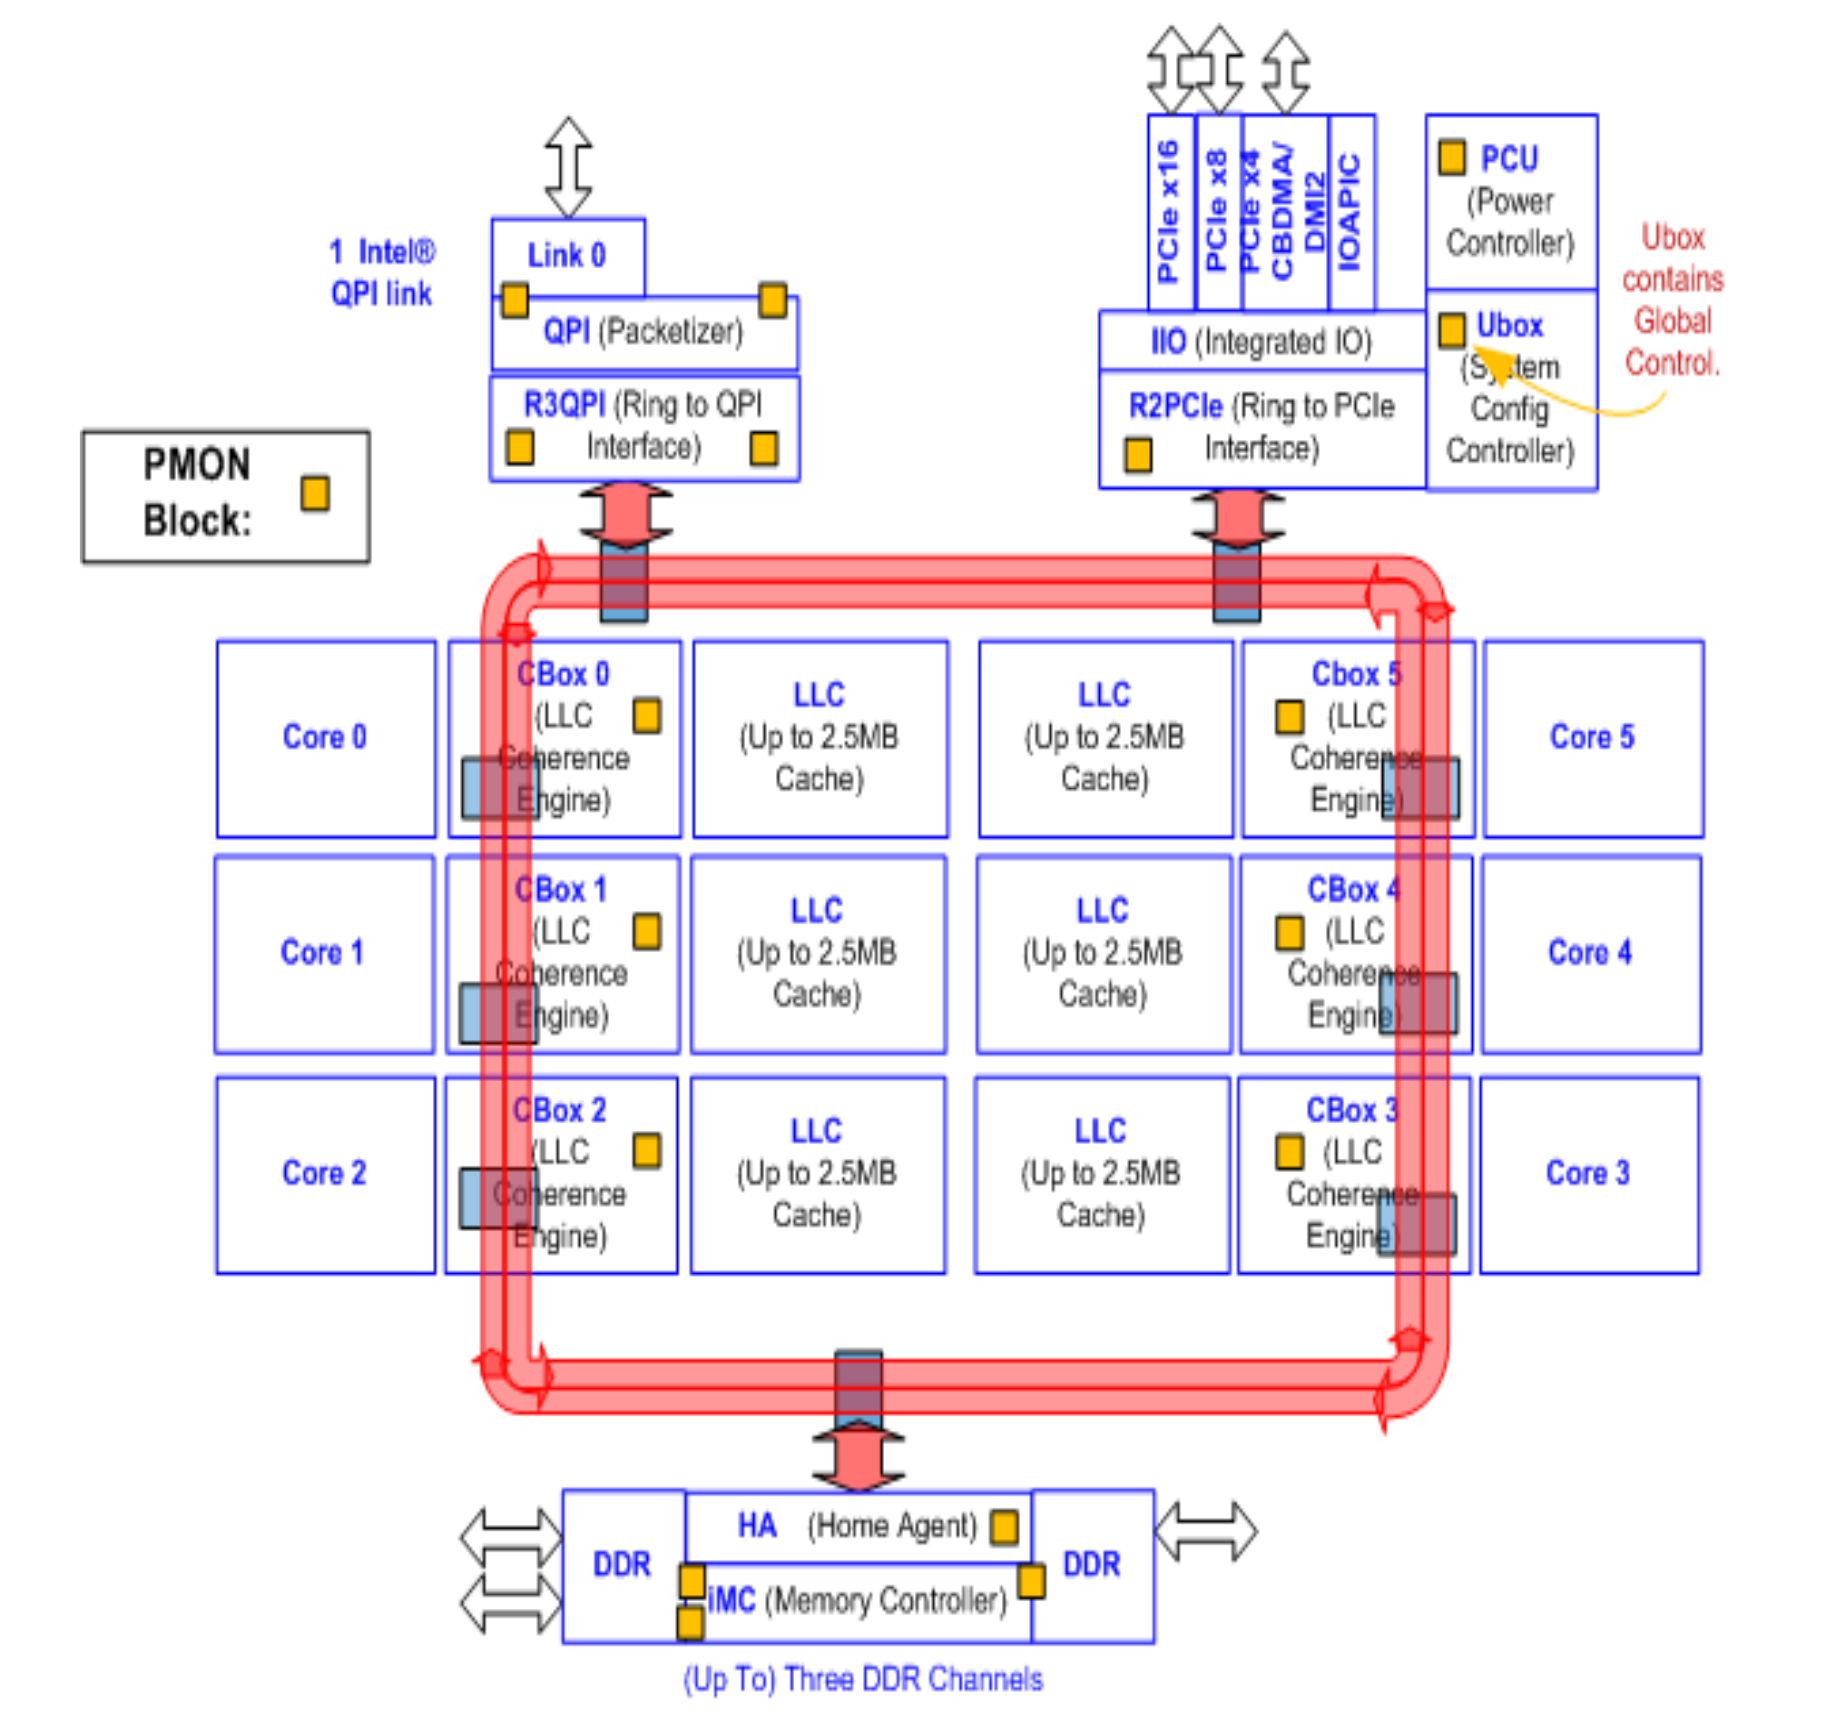 1 Intel®
QPI link
Link 0
QPI (Packetizer)
R3QPI (Ring to QPI
Interface)
PCIe x16
PCIe x8
PCIe x4
CBDMA/
DMI2
IOAPIC
IIO (Integrated IO)
R2PCIe (Ring to PCIe
Interface)
PCU
(Power
Controller)
Ubox
(System
Config
Controller)
Ubox
contains
Global
Control.
PMON
Block:
Core 0
CBox 0
(LLC
Coherence
Engine)
LLC
(Up to 2.5MB
Cache)
LLC
(Up to 2.5MB
Cache)
Cbox 5
(LLC
Coherence
Engine)
Core 5
Core 1
CBox 1
(LLC
Coherence
Engine)
LLC
(Up to 2.5MB
Cache)
LLC
(Up to 2.5MB
Cache)
CBox 4
(LLC
Coherence
Engine)
Core 4
Core 2
CBox 2
(LLC
Coherence
Engine)
LLC
(Up to 2.5MB
Cache)
LLC
(Up to 2.5MB
Cache)
CBox 3
(LLC
Coherence
Engine)
Core 3
DDR
HA (Home Agent)
iMC (Memory Controller)
DDR
(Up To) Three DDR Channels